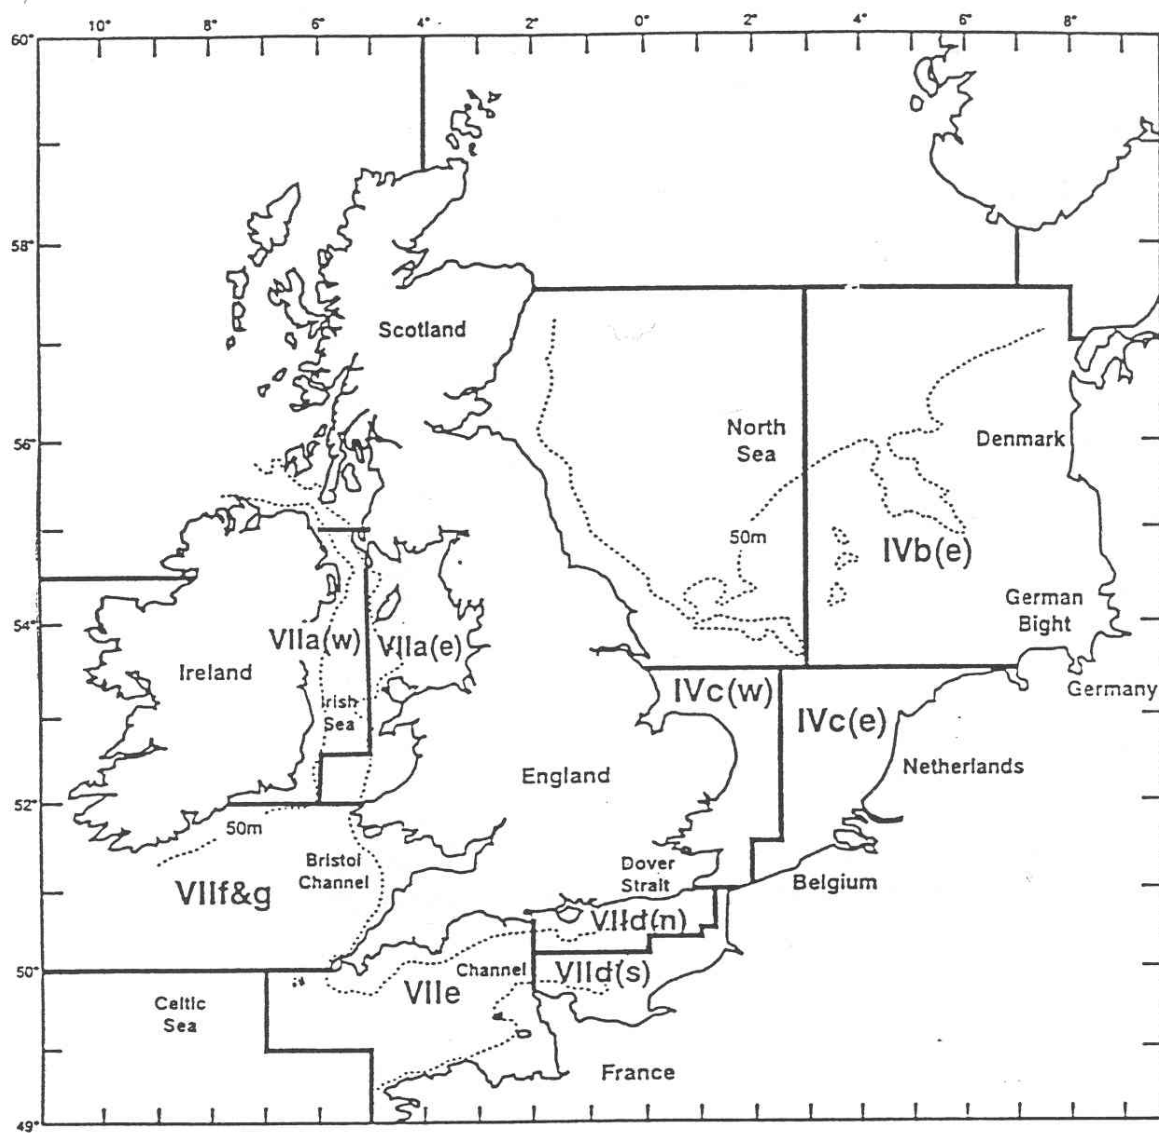 10° 8° 6° 4° 2° 0° 2° 4° 6° 8°
60°
58°
Scotland
North
Sea
Denmark
56°
50m
IVb(e)
German
Bight
54°
VIIa(w)
VIIa(e)
Ireland
Germany
IVc(w)
Irish
Sea
IVc(e)
England
Netherlands
52°
50m
Bristol
Channel
Dover
Strait
Belgium
VIIf&g
VIId(n)
50°
Channel
VIId(s)
VIIe
Celtic
Sea
France
49°